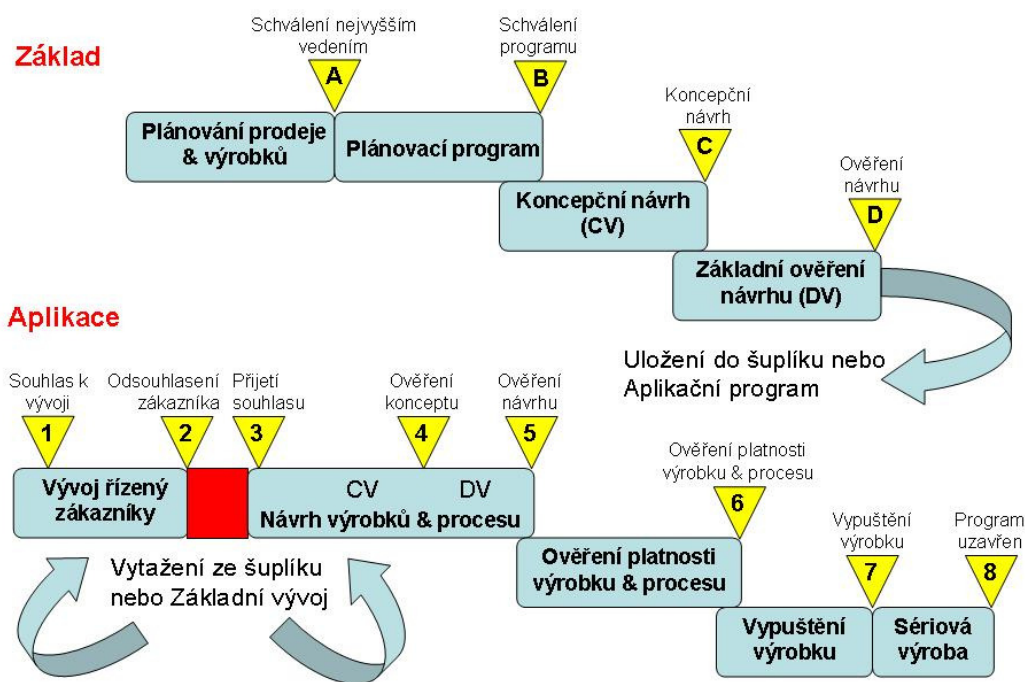 Základ
Schválení nejvyšším
vedením
A
Schválení
programu
B
Plánování prodeje
& výrobků
Plánovací program
Koncepční
návrh
C
Koncepční návrh
(CV)
Ověření
návrhu
D
Základní ověření
návrhu (DV)
Uložení do šuplíku nebo
Aplikační program
Aplikace
Souhlas k
vývoji
1
Odsouhlasení
zákazníka
2
Přijetí
souhlasu
3
Ověření
konceptu
4
Ověření
návrhu
5
Vývoj řízený
zákazníky
CV DV
Návrh výrobků & procesu
Vytažení ze šuplíku
nebo Základní vývoj
Ověření platnosti
výrobku & procesu
6
Ověření platnosti
výrobku & procesu
Vypuštění
výrobku
7
Program
uzavřen
8
Vypuštění
výrobku
Sériová
výroba